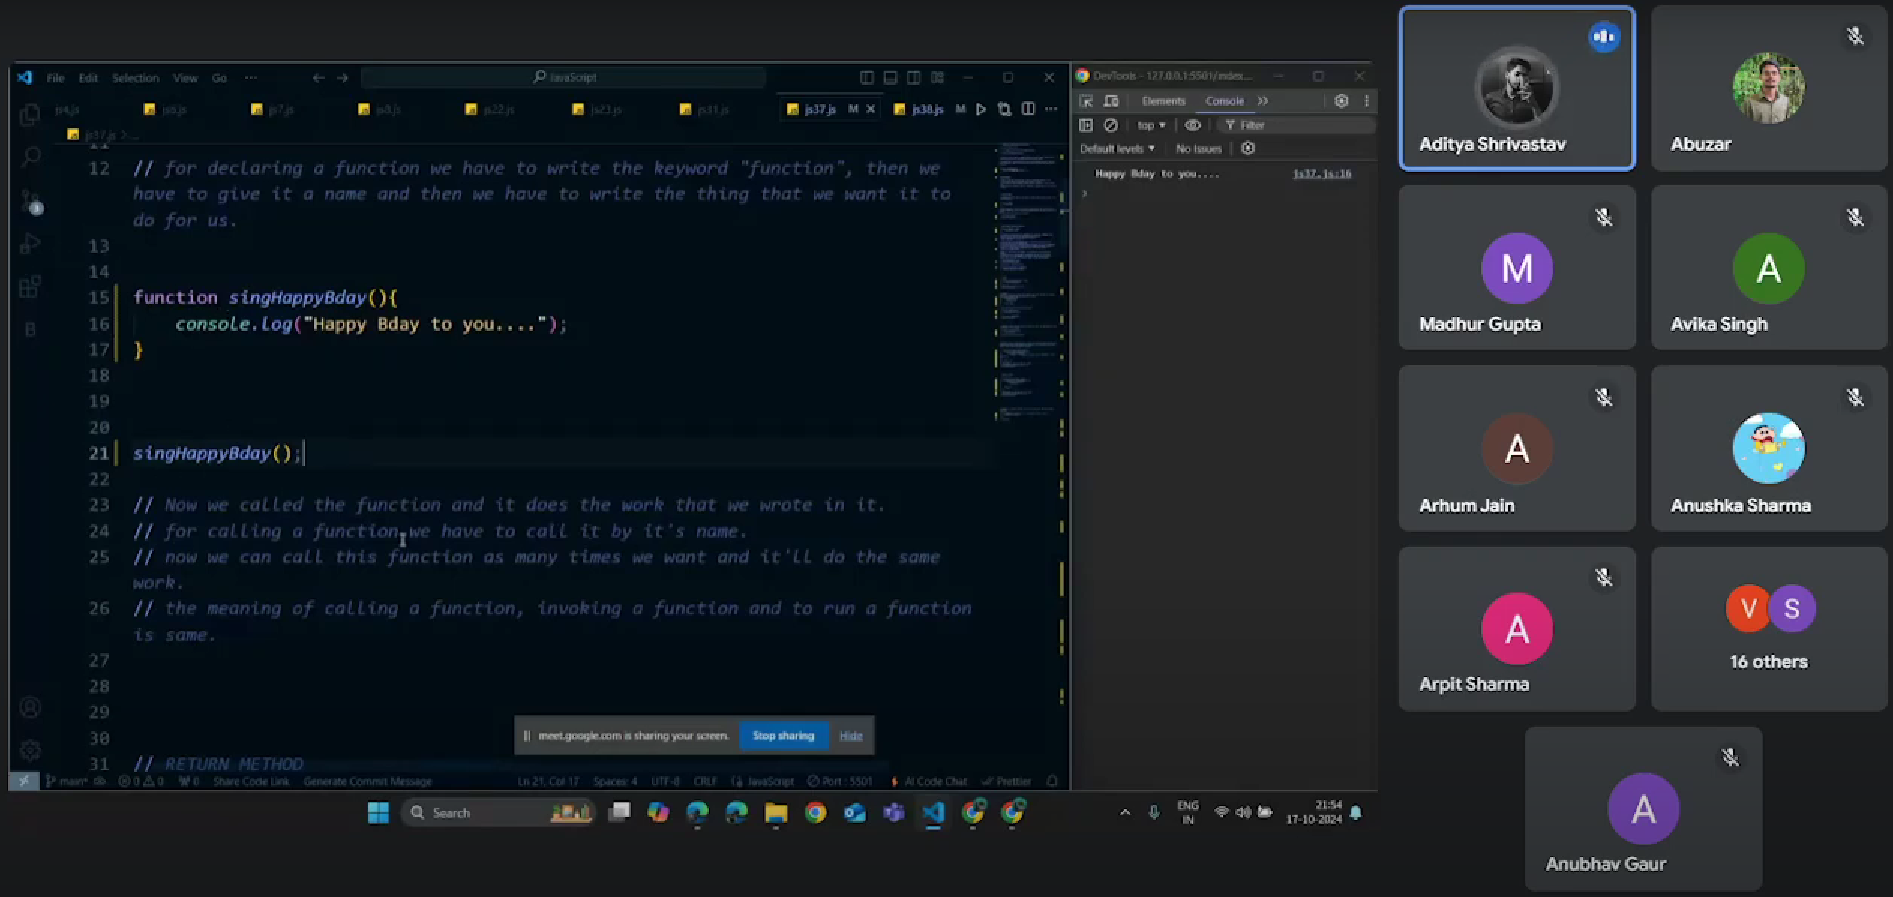 File Edit Selection View Go ...
JavaScript
js4.js js7.js js22.js js23.js js31.js js37.js M js38.js M
js37.js > ...
11
12 // for declaring a function we have to write the keyword "function", then we
have to give it a name and then we have to write the thing that we want it to
do for us.
13
14
15 function singHappyBday(){
16 console.log("Happy Bday to you....");
17 }
18
19
20
21 singHappyBday();
22
23 // Now we called the function and it does the work that we wrote in it.
24 // for calling a function we have to call it by it's name.
25 // now we can call this function as many times we want and it'll do the same
work.
26 // the meaning of calling a function, invoking a function and to run a function
is same.
27
28
29
30
31 // RETURN METHOD
meet.google.com is sharing your screen. Stop sharing Hide
main* 0 0 0 Share Code Link Generate Commit Message Ln 21, Col 17 Spaces: 4 UTF-8 CRLF JavaScript Port : 5501 AI Code Chat Prettier
DevTools - 127.0.0.1:5501/index...
Elements Console
top Filter
Default levels No Issues
Happy Bday to you.... js37.js:16
Search
ENG
IN
21:54
17-10-2024
Aditya Shrivastav
Abuzar
M
Madhur Gupta
A
Avika Singh
A
Arhum Jain
Anushka Sharma
A
Arpit Sharma
V S
16 others
A
Anubhav Gaur